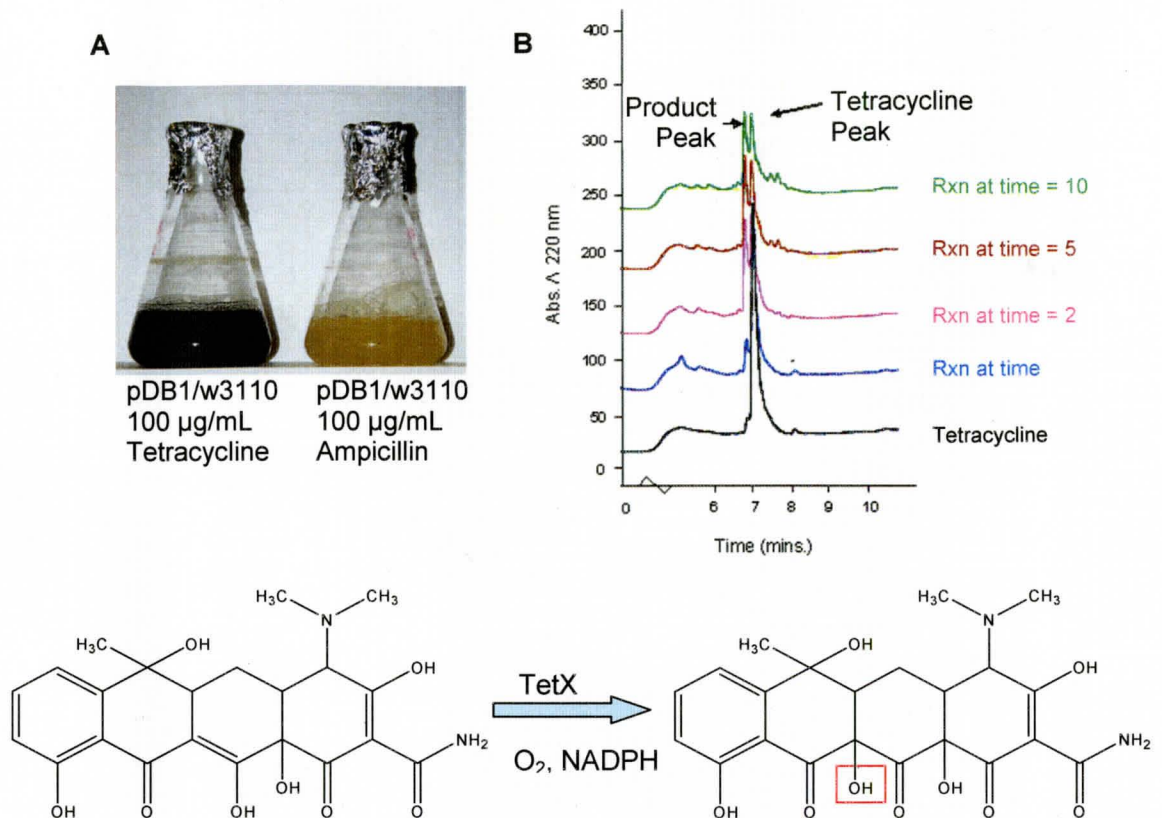 A
pDB1/w3110
100 µg/mL
Tetracycline
pDB1/w3110
100 µg/mL
Ampicillin
B
400
350
300
250
200
150
100
50
0
Abs. Λ 220 nm
Product
Peak
Tetracycline
Peak
Rxn at time = 10
Rxn at time = 5
Rxn at time = 2
Rxn at time
Tetracycline
0 6 7 8 9 10
Time (mins.)
H₃C CH₃
N
H₃C OH
OH
NH₂
OH
OH O OH O O
TetX
O₂, NADPH
H₃C CH₃
N
H₃C OH
OH
NH₂
OH OH
OH O O O O